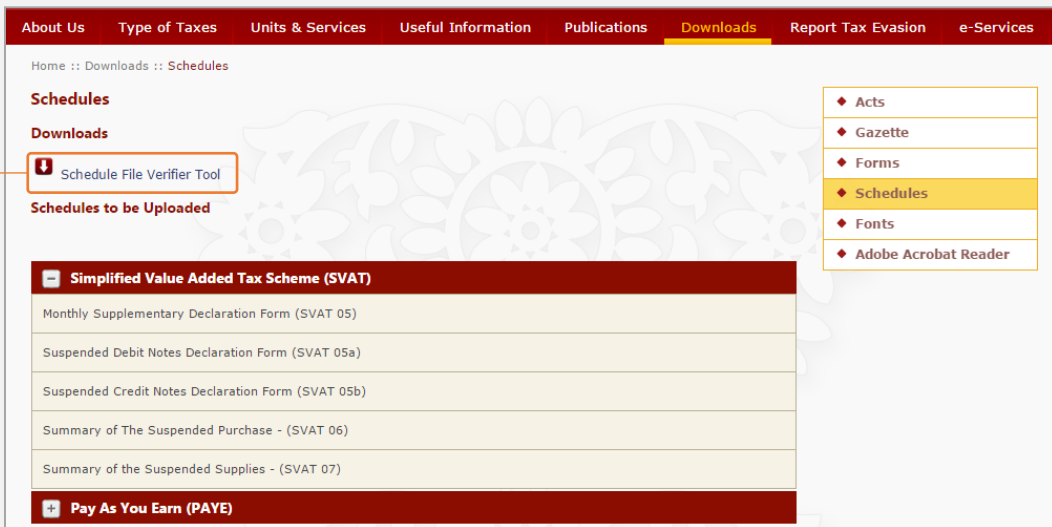 About Us Type of Taxes Units & Services Useful Information Publications Downloads Report Tax Evasion e-Services
Home :: Downloads :: Schedules
Schedules
Downloads
Schedule File Verifier Tool
Schedules to be Uploaded
Simplified Value Added Tax Scheme (SVAT)
Monthly Supplementary Declaration Form (SVAT 05)
Suspended Debit Notes Declaration Form (SVAT 05a)
Suspended Credit Notes Declaration Form (SVAT 05b)
Summary of The Suspended Purchase - (SVAT 06)
Summary of the Suspended Supplies - (SVAT 07)
Pay As You Earn (PAYE)
Acts
Gazette
Forms
Schedules
Fonts
Adobe Acrobat Reader